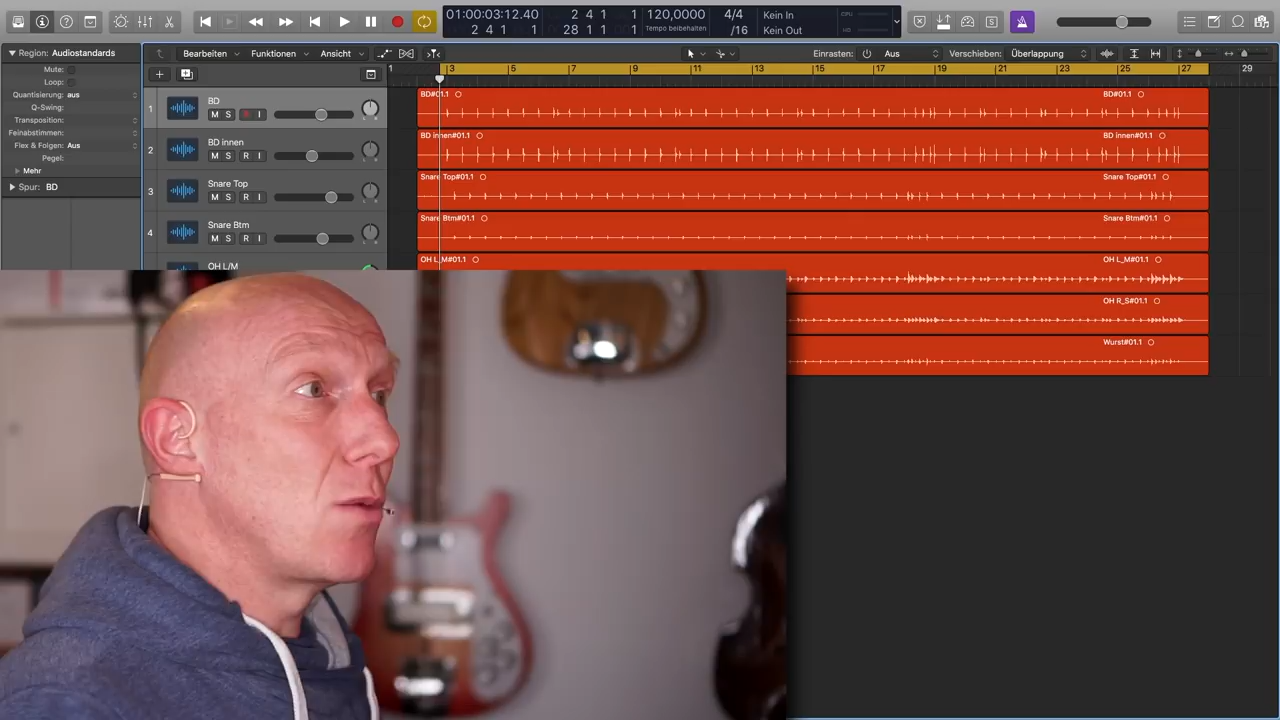 01:00:03:12.40 2 4 1 1 120,0000 4/4 Kein In CPU
2 4 1 28 1 1 Tempo beibehalten /16 Kein Out
Region: Audiostandards
Mute:
Loop:
Quantisierung: aus
Q-Swing:
Transposition:
Feinabstimmen:
Flex & Folgen: Aus
Pegel:
Mehr
Spur: BD
Bearbeiten Funktionen Ansicht Einrasten: Aus Verschieben: Überlappung
1 3 5 7 9 11 13 15 17 19 21 23 25 27 29
1 BD
M S R I
BD#01.1 BD#01.1
2 BD innen
M S R I
BD innen#01.1 BD innen#01.1
3 Snare Top
M S R I
Snare Top#01.1 Snare Top#01.1
4 Snare Btm
M S R I
Snare Btm#01.1 Snare Btm#01.1
OH L/M
OH L_M#01.1 OH L_M#01.1
OH R_S#01.1
Wurst#01.1